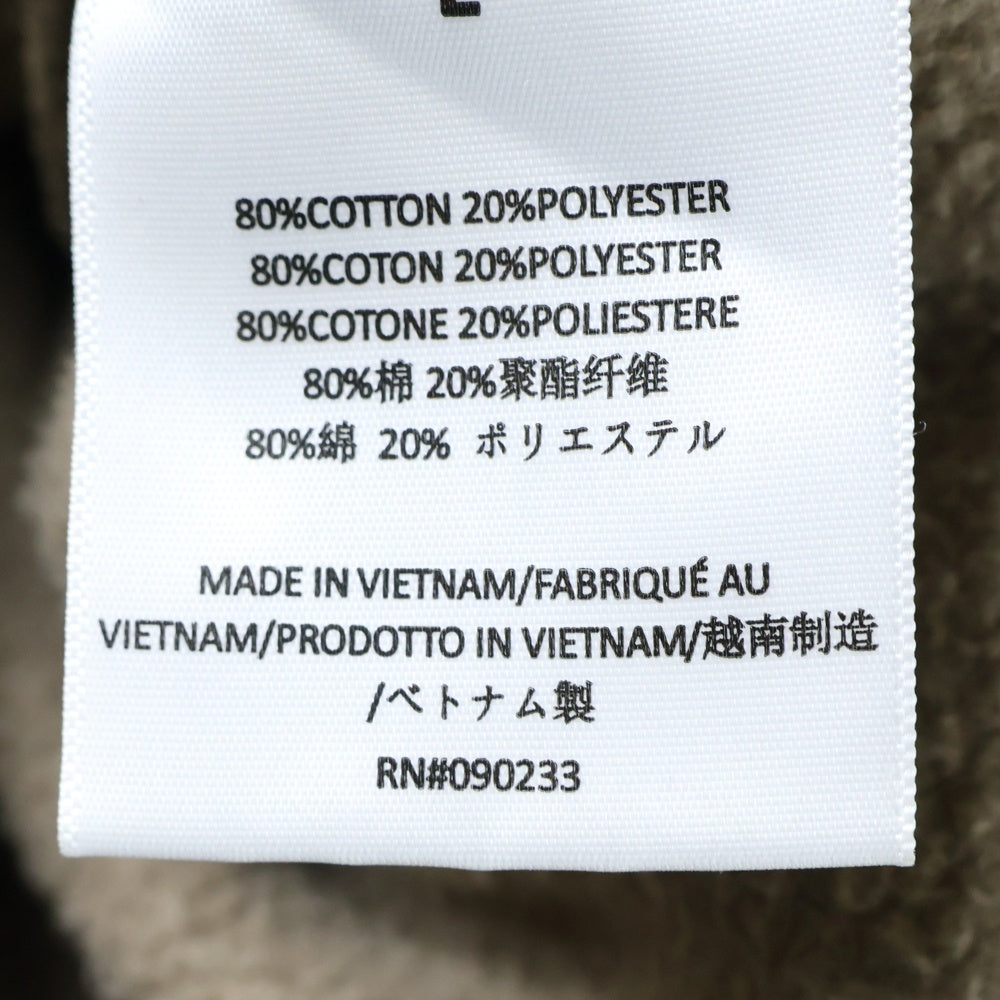 80%COTTON 20%POLYESTER
80%COTON 20%POLYESTER
80%COTONE 20%POLIESTERE
80%棉 20%聚酯纤维
80%綿 20% ポリエステル
MADE IN VIETNAM/FABRIQUÉ AU
VIETNAM/PRODOTTO IN VIETNAM/越南制造
/ベトナム製
RN#090233